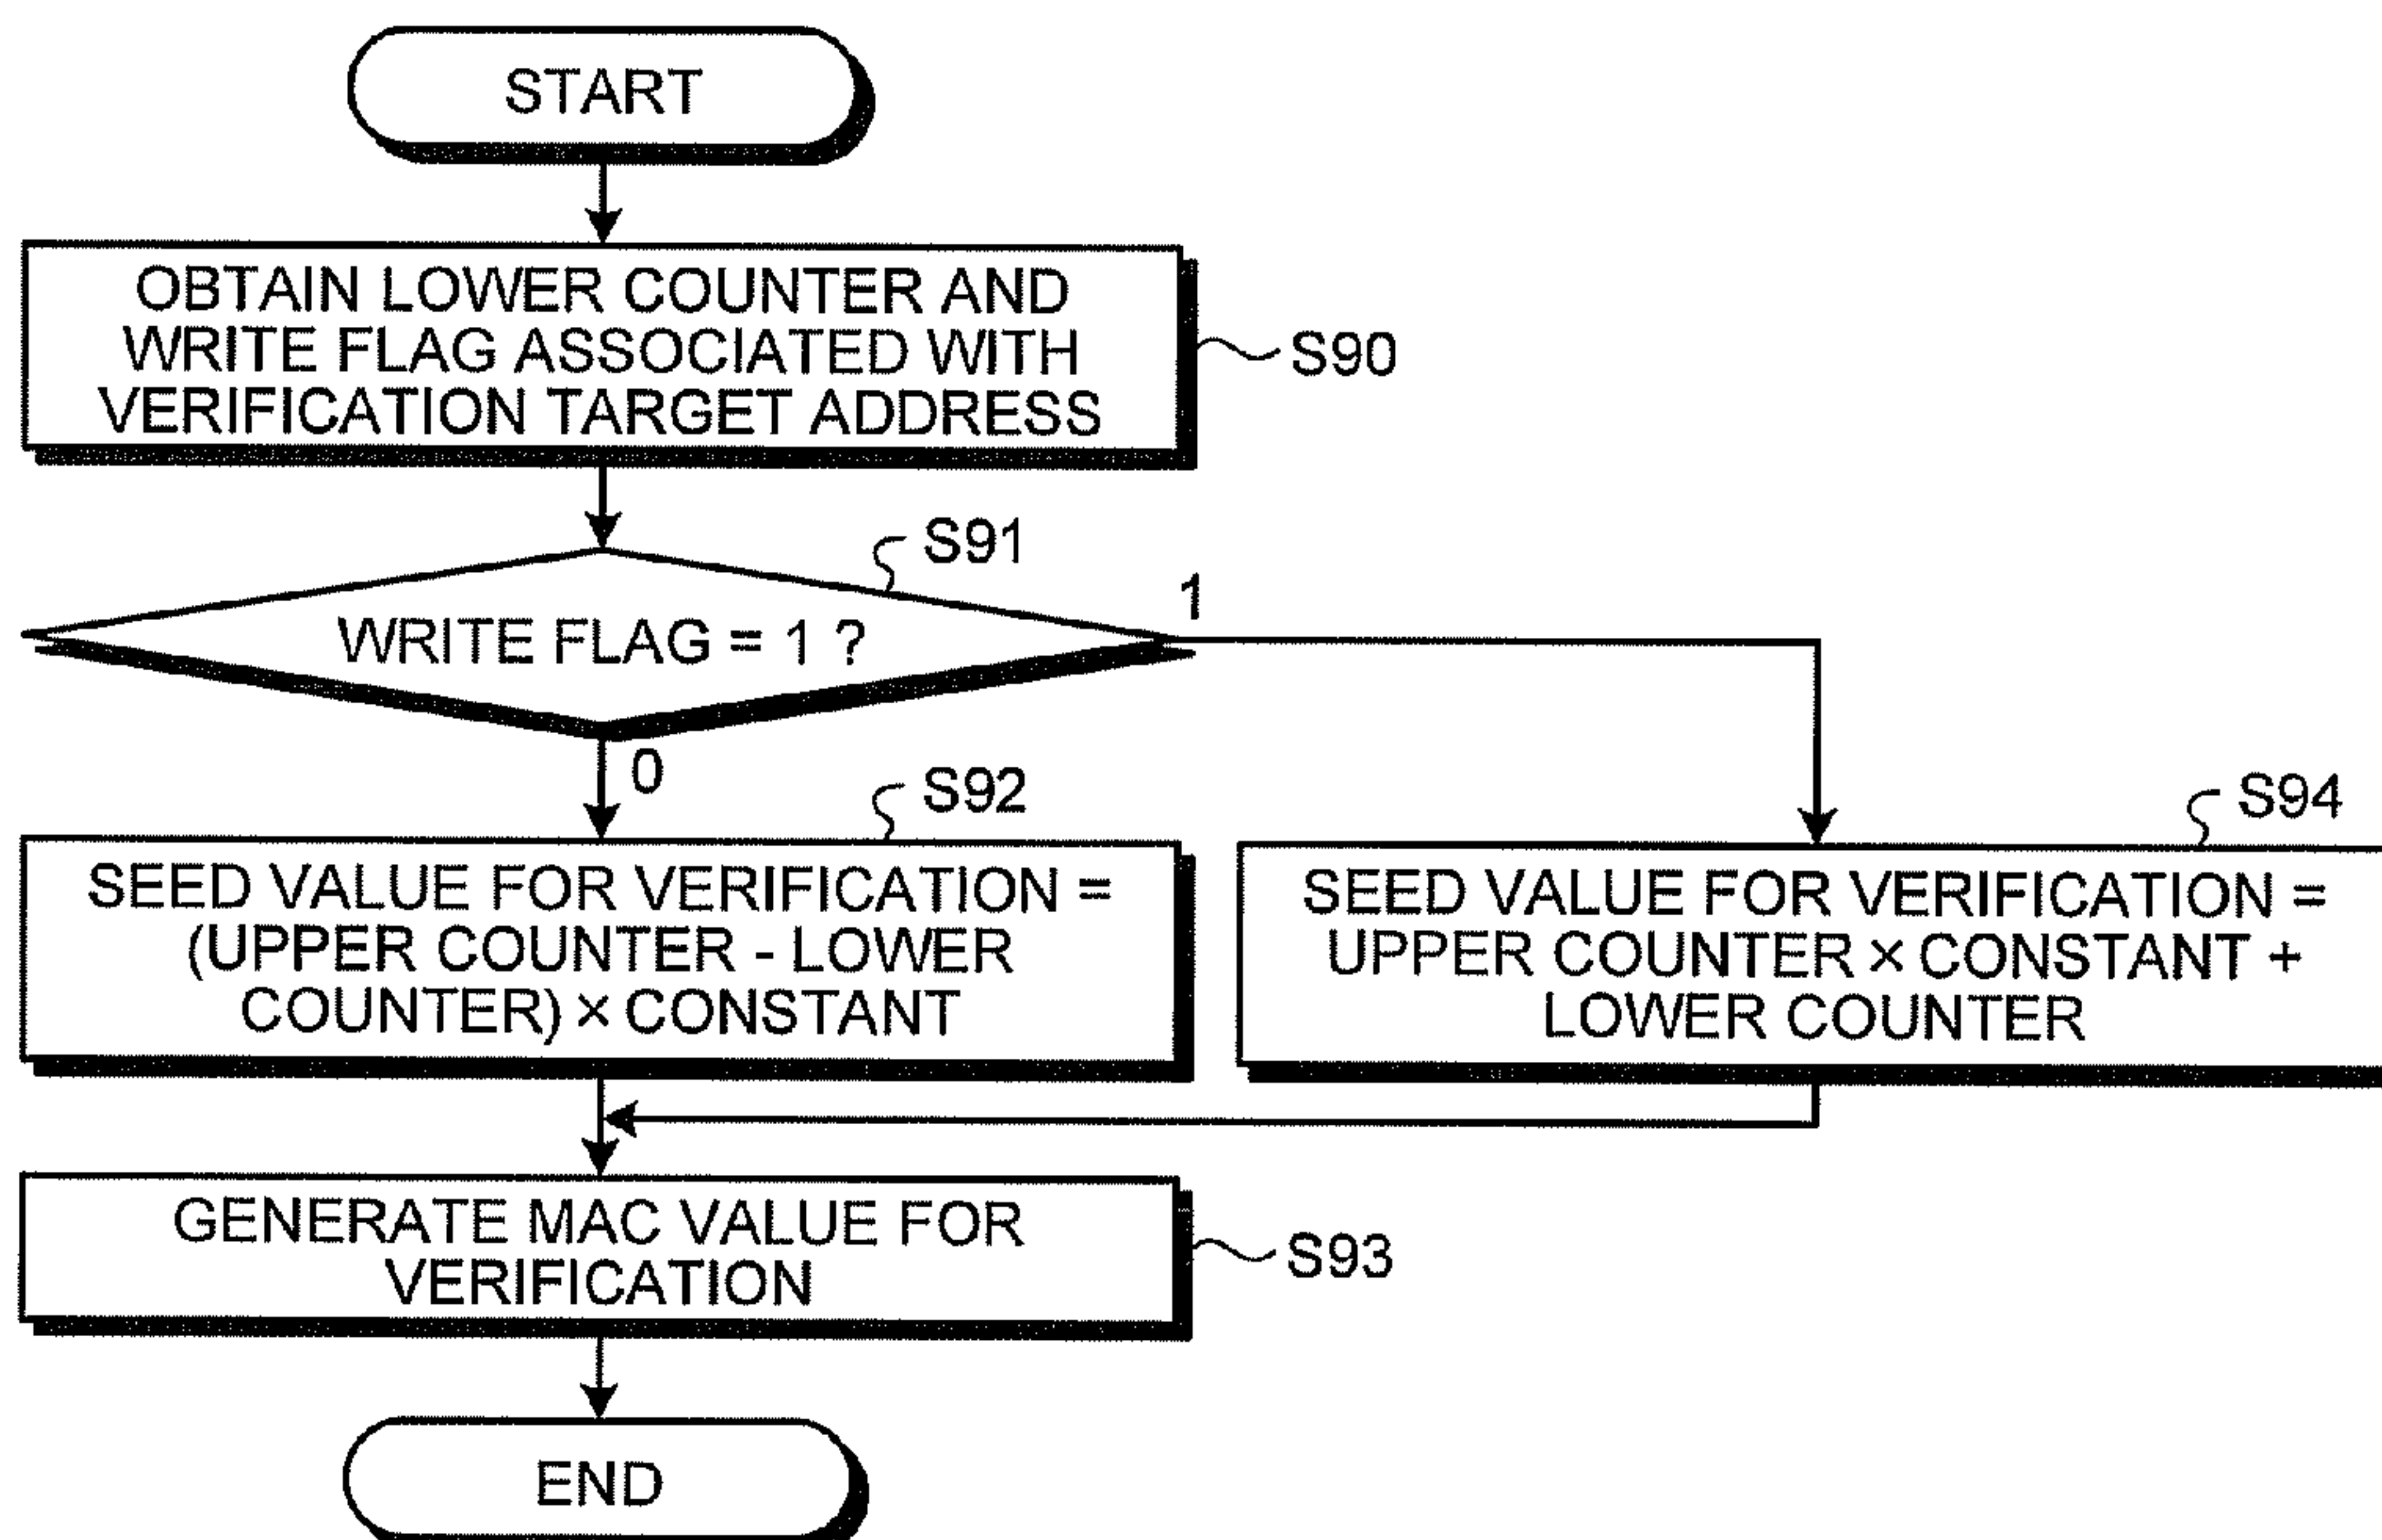 START
OBTAIN LOWER COUNTER AND
WRITE FLAG ASSOCIATED WITH
VERIFICATION TARGET ADDRESS
S90
S91
WRITE FLAG = 1 ?
1
0
S92
SEED VALUE FOR VERIFICATION =
(UPPER COUNTER - LOWER
COUNTER) × CONSTANT
S94
SEED VALUE FOR VERIFICATION =
UPPER COUNTER × CONSTANT +
LOWER COUNTER
GENERATE MAC VALUE FOR
VERIFICATION
S93
END